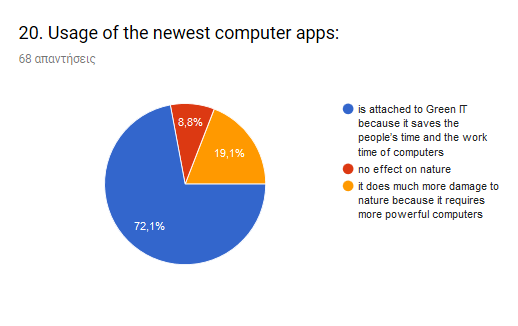 20. Usage of the newest computer apps:
68 απαντήσεις
8,8%
19,1%
72,1%
is attached to Green IT
because it saves the
people's time and the work
time of computers
no effect on nature
it does much more damage to
nature because it requires
more powerful computers